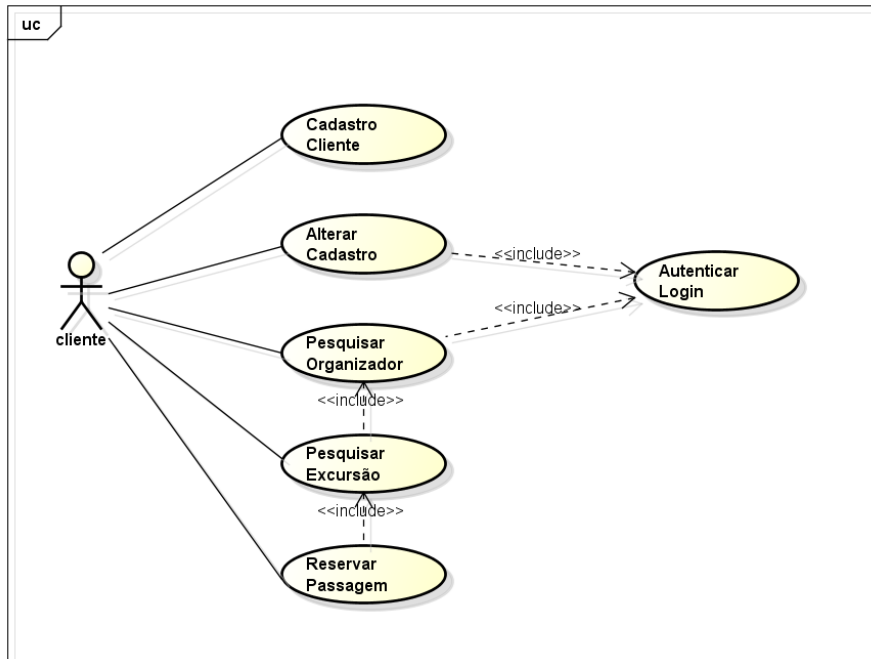 uc
Cadastro
Cliente
Alterar
Cadastro
<<include>>
Autenticar
Login
<<include>>
cliente
Pesquisar
Organizador
<<include>>
Pesquisar
Excursão
<<include>>
Reservar
Passagem